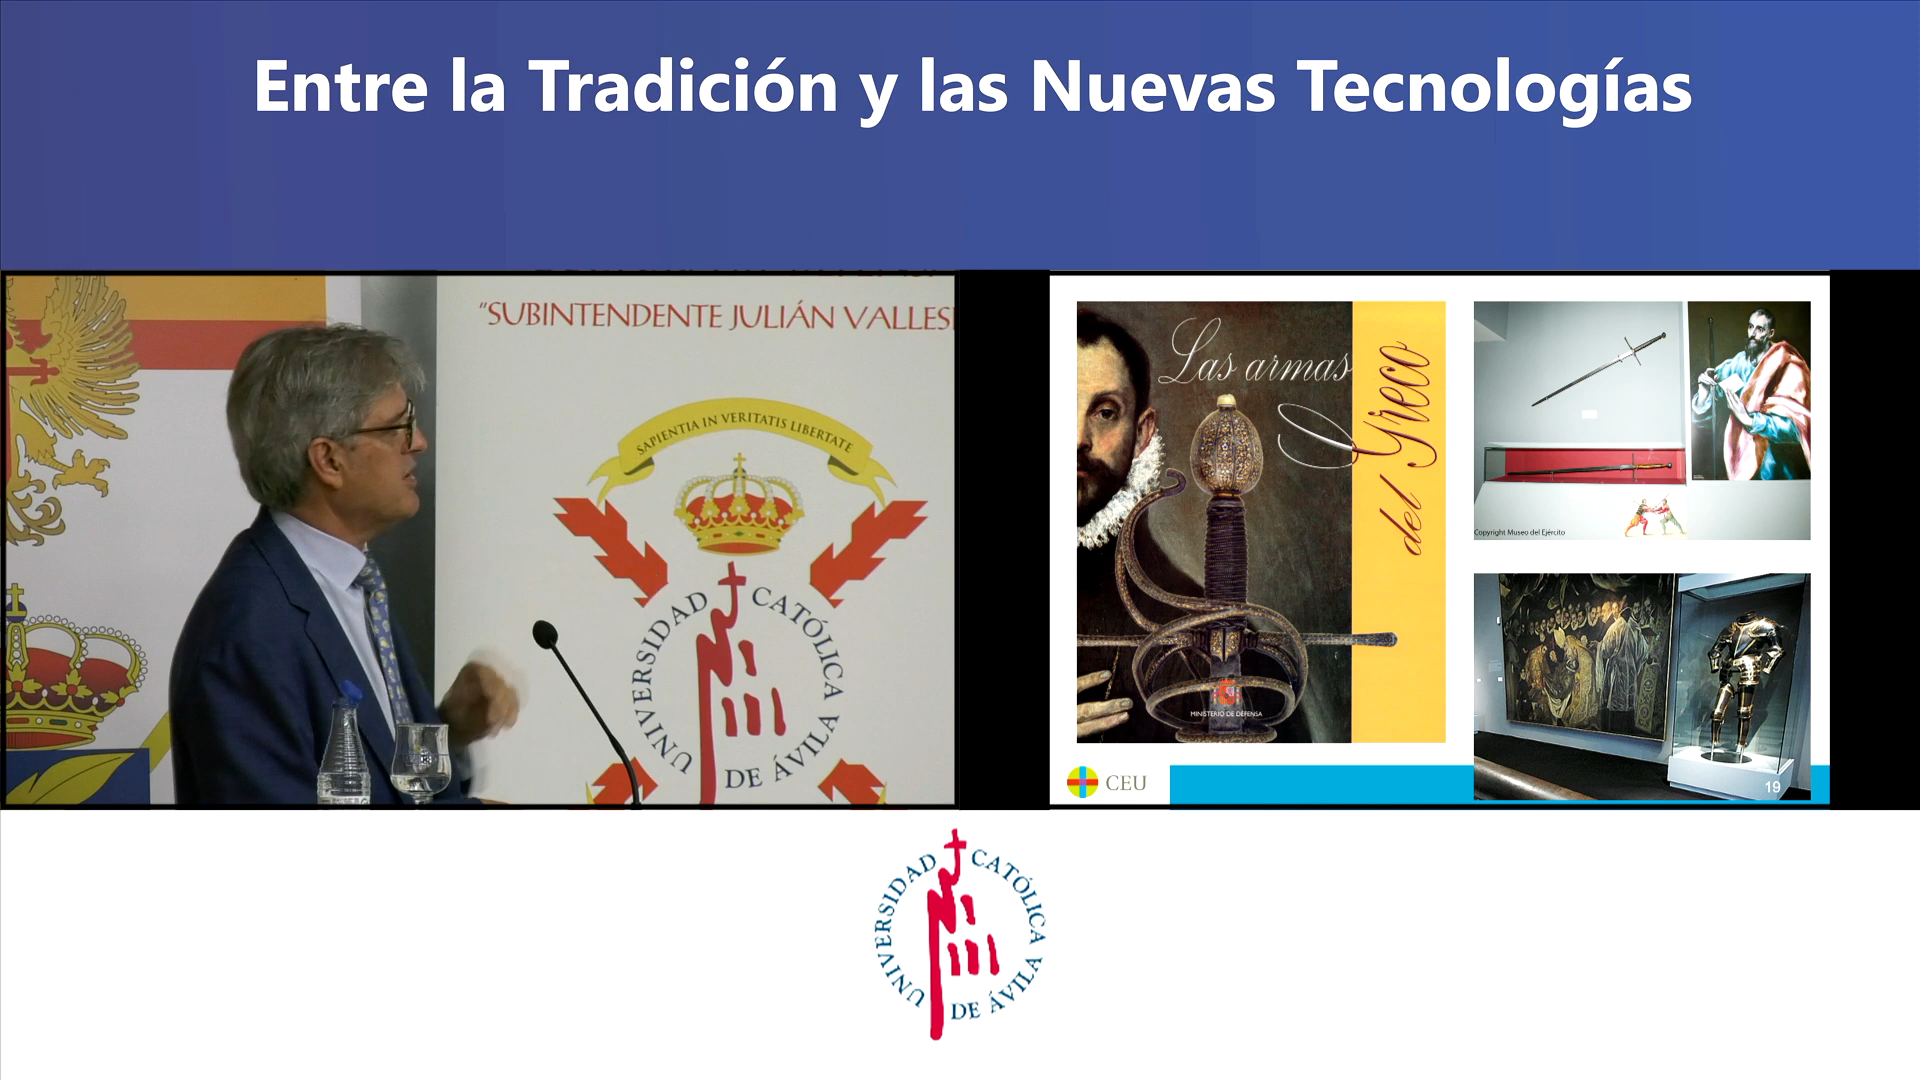 Entre la Tradición y las Nuevas Tecnologías
"SUBINTENDENTE JULIÁN VALLES
SAPIENTIA IN VERITATIS LIBERTATE
UNIVERSIDAD CATÓLICA
DE ÁVILA
Las armas
del Greco
MINISTERIO DE DEFENSA
Copyright Museo del Ejército
CEU
19
UNIVERSIDAD CATÓLICA
DE ÁVILA